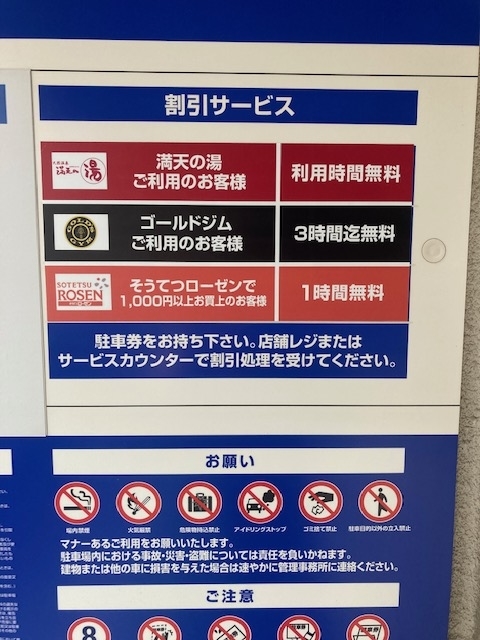 割引サービス
満天の湯
満天の湯
ご利用のお客様
利用時間無料
GOLD'S GYM
ゴールドジム
ご利用のお客様
3時間迄無料
SOTETSU
ROSEN
そうてつローゼンで
1,000円以上お買上のお客様
1時間無料
駐車券をお持ち下さい。店舗レジまたは
サービスカウンターで割引処理を受けてください。
お願い
場内禁煙
火気厳禁
危険物持込禁止
アイドリングストップ
ゴミ捨て禁止
駐車目的以外の立入禁止
マナーあるご利用をお願いいたします。
駐車場内における事故・災害・盗難については責任を負いかねます。
建物または他の車に損害を与えた場合は速やかに管理事務所に連絡ください。
ご注意
8